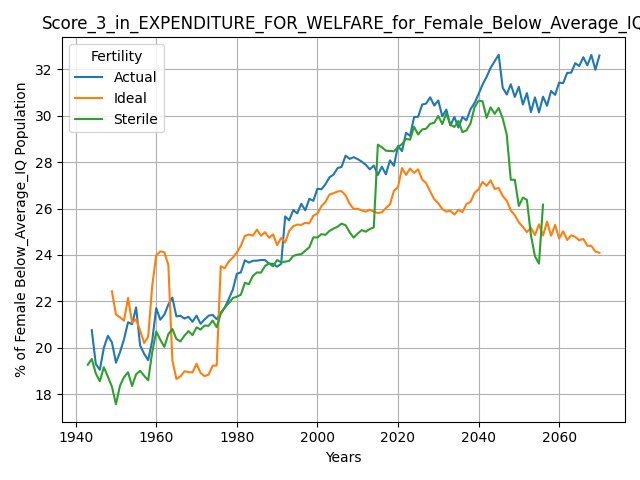 Score_3_in_EXPENDITURE_FOR_WELFARE_for_Female_Below_Average_IQ
% of Female Below_Average_IQ Population
Fertility
Actual
Ideal
Sterile
32
30
28
26
24
22
20
18
1940 1960 1980 2000 2020 2040 2060
Years